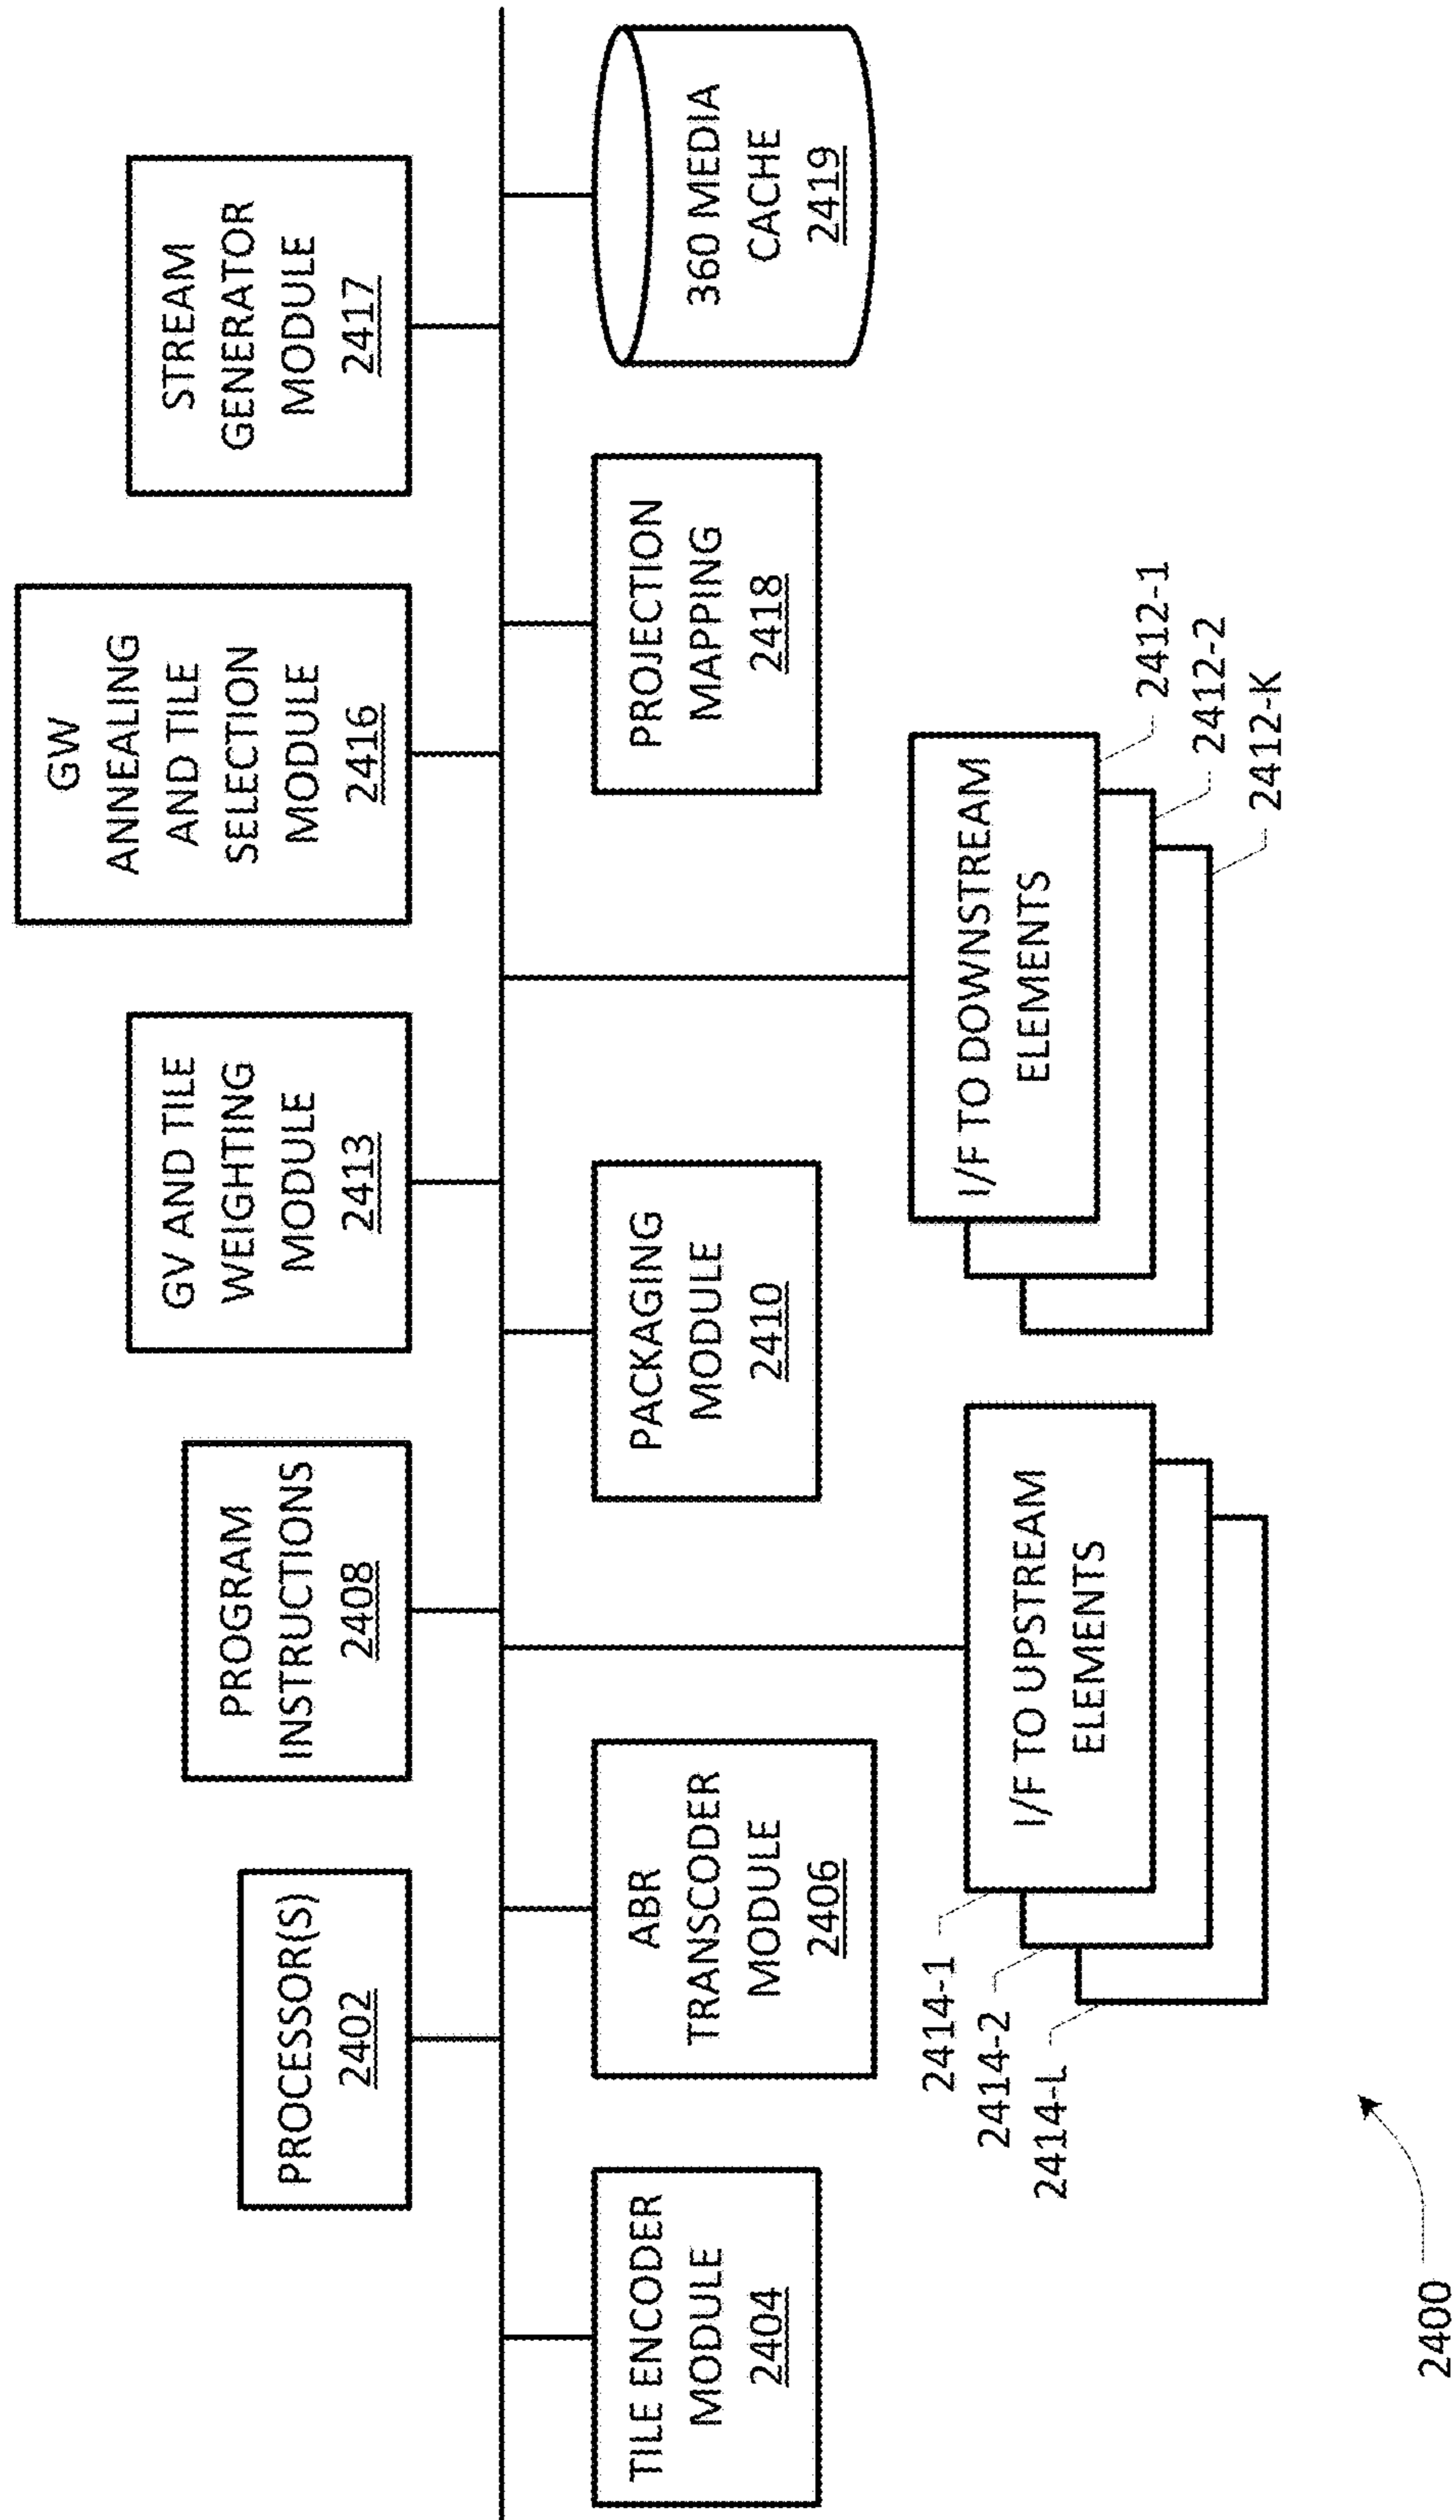 PROCESSOR(S)
2402
PROGRAM
INSTRUCTIONS
2408
GV AND TILE
WEIGHTING
MODULE
2413
GW
ANNEALING
AND TILE
SELECTION
MODULE
2416
STREAM
GENERATOR
MODULE
2417
TILE ENCODER
MODULE
2404
ABR
TRANSCODER
MODULE
2406
PACKAGING
MODULE
2410
PROJECTION
MAPPING
2418
360 MEDIA
CACHE
2419
I/F TO UPSTREAM
ELEMENTS
2414-1
2414-2
2414-L
I/F TO DOWNSTREAM
ELEMENTS
2412-1
2412-2
2412-K
2400